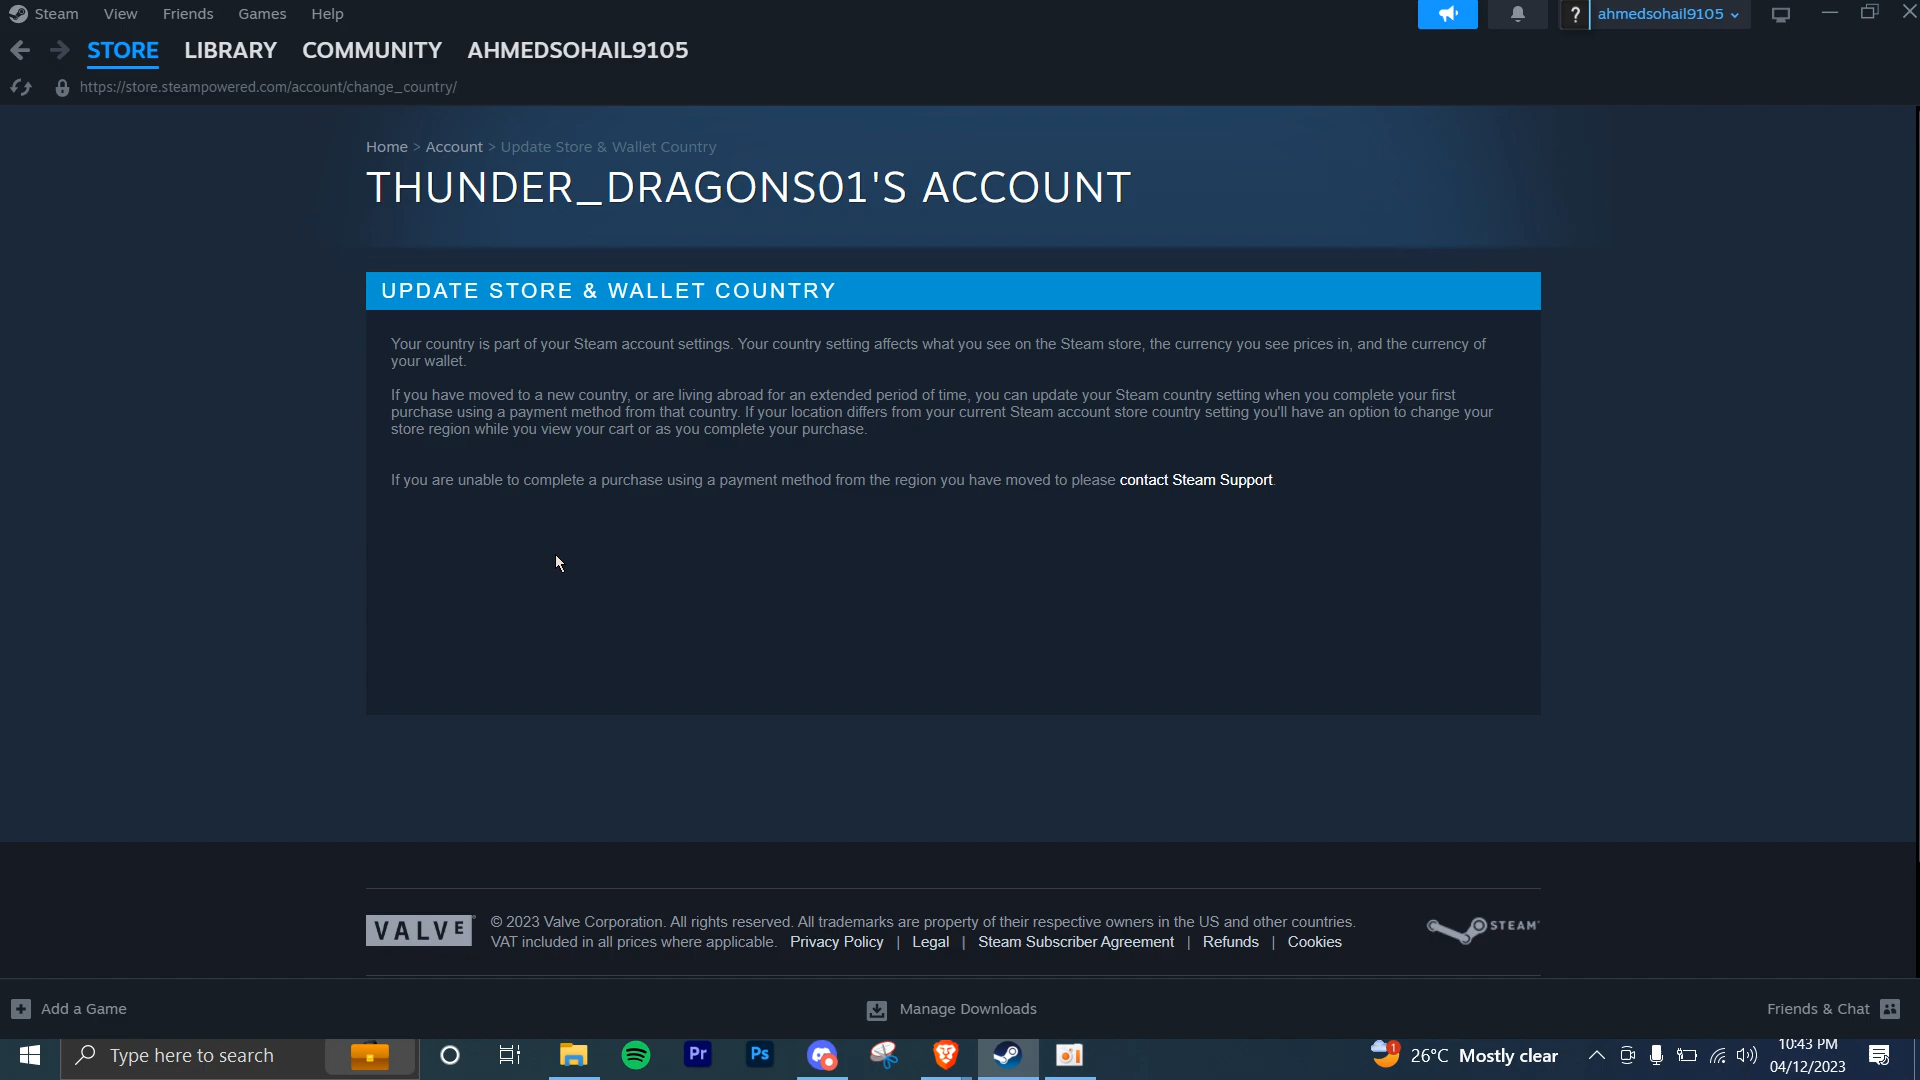 Steam View Friends Games Help
? ahmedsohail9105
STORE LIBRARY COMMUNITY AHMEDSOHAIL9105
https://store.steampowered.com/account/change_country/
Home > Account > Update Store & Wallet Country
THUNDER_DRAGONS01'S ACCOUNT
UPDATE STORE & WALLET COUNTRY
Your country is part of your Steam account settings. Your country setting affects what you see on the Steam store, the currency you see prices in, and the currency of
your wallet.
If you have moved to a new country, or are living abroad for an extended period of time, you can update your Steam country setting when you complete your first
purchase using a payment method from that country. If your location differs from your current Steam account store country setting you'll have an option to change your
store region while you view your cart or as you complete your purchase.
If you are unable to complete a purchase using a payment method from the region you have moved to please contact Steam Support.
VALVE
© 2023 Valve Corporation. All rights reserved. All trademarks are property of their respective owners in the US and other countries.
VAT included in all prices where applicable. Privacy Policy | Legal | Steam Subscriber Agreement | Refunds | Cookies
STEAM
Add a Game
Manage Downloads
Friends & Chat
Type here to search
Pr
Ps
1
26°C Mostly clear
10:43 PM
04/12/2023